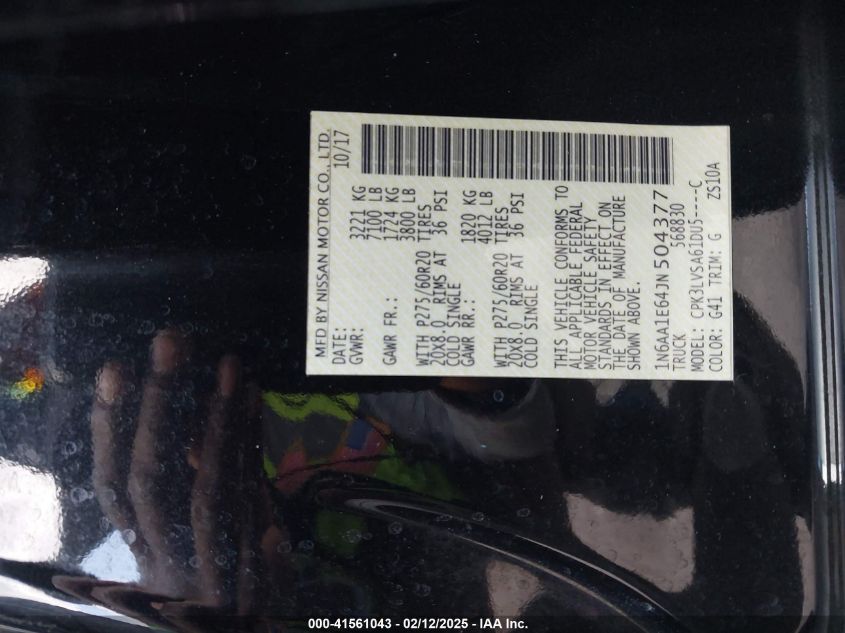 MFD BY NISSAN MOTOR CO., LTD.
DATE: 10/17
GVWR: 3221 KG
7100 LB
GAWR FR.: 1724 KG
3800 LB
WITH P275/60R20 TIRES
20X8.0 RIMS AT 36 PSI
COLD SINGLE
GAWR RR.: 1820 KG
4012 LB
WITH P275/60R20 TIRES
20X8.0 RIMS AT 36 PSI
COLD SINGLE
THIS VEHICLE CONFORMS TO
ALL APPLICABLE FEDERAL
MOTOR VEHICLE SAFETY
STANDARDS IN EFFECT ON
THE DATE OF MANUFACTURE
SHOWN ABOVE.
1N6AA1E64JN504377
TRUCK 568830
MODEL: CPK3LVSA61DU5-----C
COLOR: G41 TRIM: G ZS10A
000-41561043 - 02/12/2025 - IAA Inc.